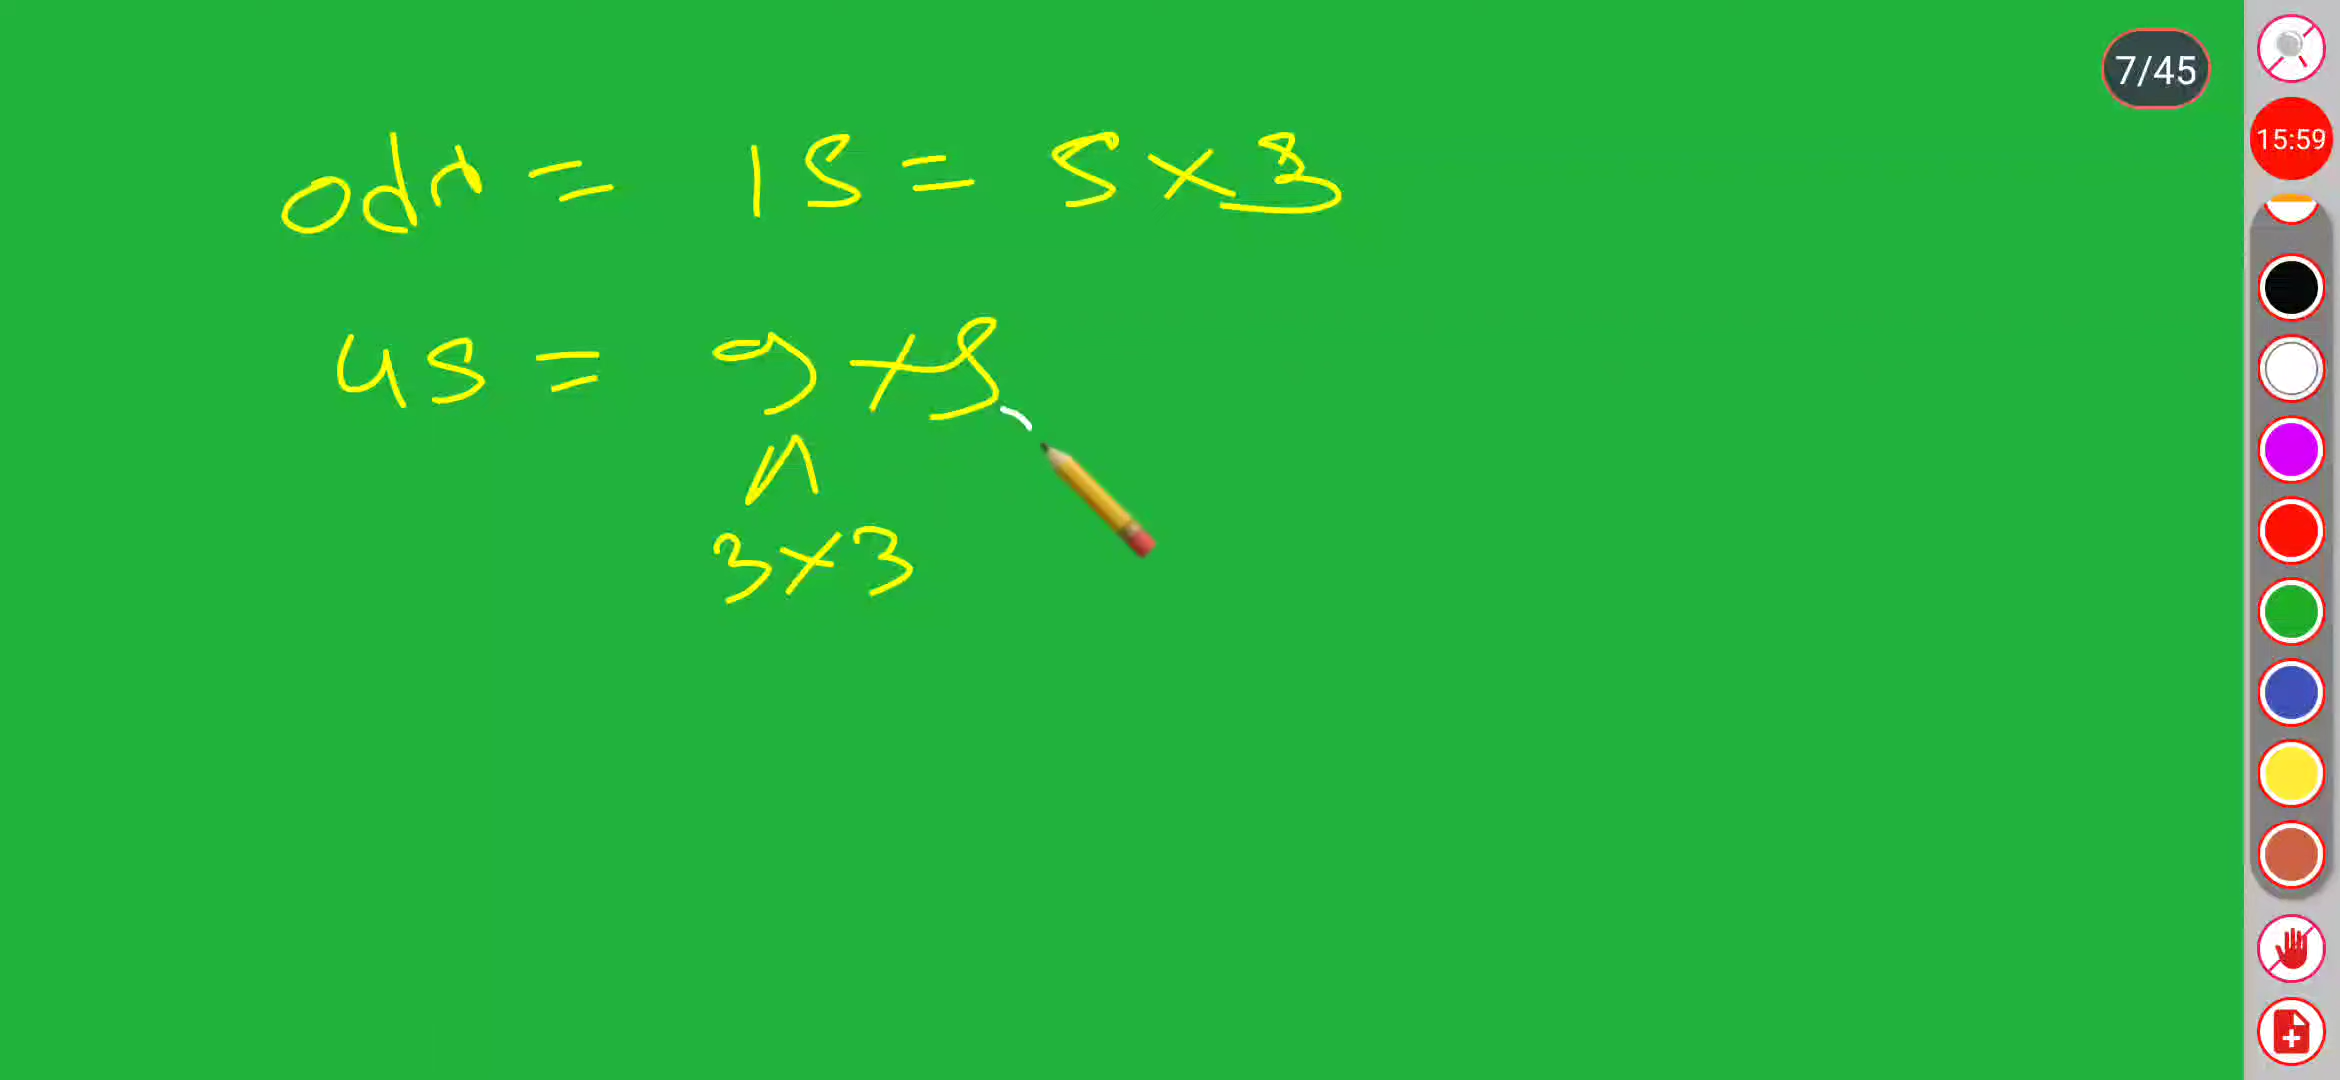 odd = 15 = 5 × 3
7/45
15:59
45 = 9 × 5
3 × 3